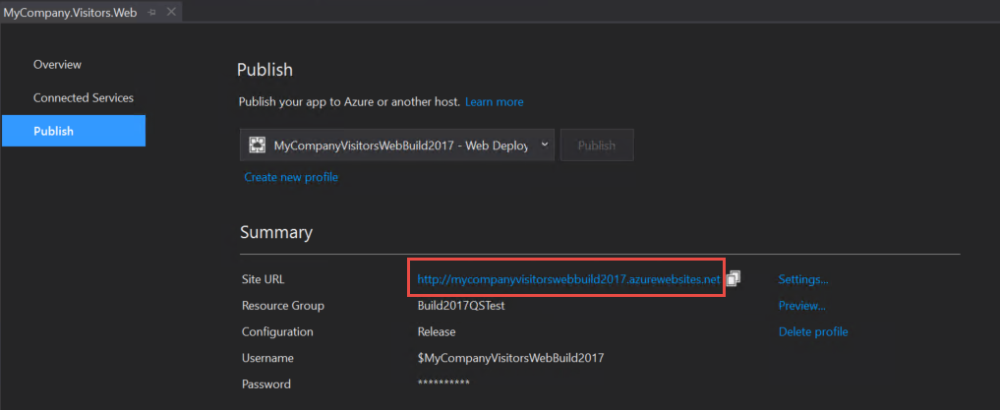 MyCompany.Visitors.Web
Overview
Connected Services
Publish
Publish
Publish your app to Azure or another host. Learn more
MyCompanyVisitorsWebBuild2017 - Web Deploy
Publish
Create new profile
Summary
Site URL http://mycompanyvisitorswebbuild2017.azurewebsites.net Settings...
Resource Group Build2017QSTest Preview...
Configuration Release Delete profile
Username $MyCompanyVisitorsWebBuild2017
Password **********